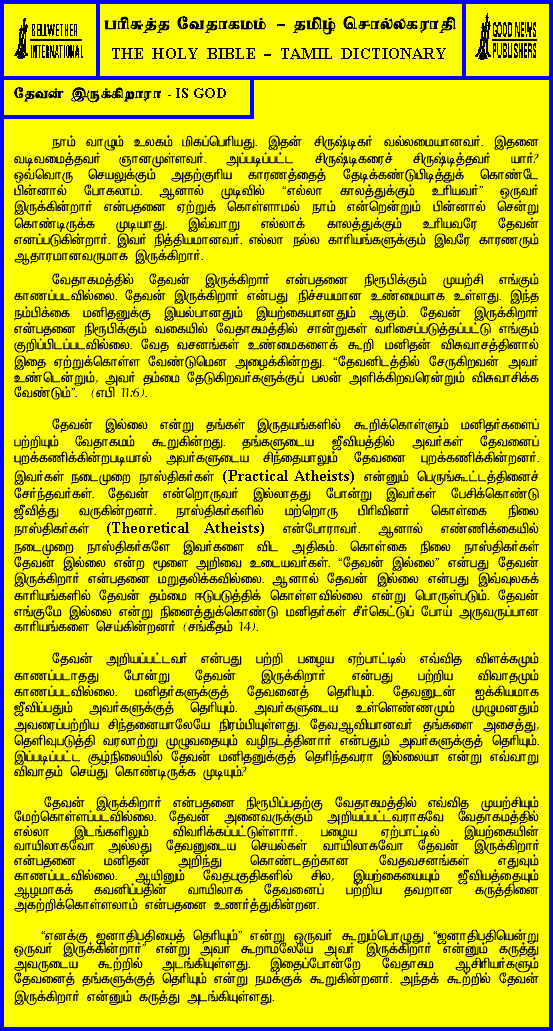 BELLWETHER
INTERNATIONAL
பரிசுத்த வேதாகமம் – தமிழ் சொல்லகராதி
THE HOLY BIBLE – TAMIL DICTIONARY
GOOD NEWS
PUBLISHERS
தேவன் இருக்கிறாரா - IS GOD
நாம் வாழும் உலகம் மிகப்பெரியது. இதன் சிருஷ்டிகர் வல்லமையானவர். இதனை
வடிவமைத்தவர் ஞானமுள்ளவர். அப்படிப்பட்ட சிருஷ்டிகரைச் சிருஷ்டித்தவர் யார்?
ஒவ்வொரு செயலுக்கும் அதற்குரிய காரணத்தைத் தேடிக்கண்டுபிடித்துக் கொண்டே
பின்னால் போகலாம். ஆனால் முடிவில் “எல்லா காலத்துக்கும் உரியவர்” ஒருவர்
இருக்கின்றார் என்பதனை ஏற்றுக் கொள்ளாமல் நாம் என்றென்றும் பின்னால் சென்று
கொண்டிருக்க முடியாது. இவ்வாறு எல்லாக் காலத்துக்கும் உரியவரே தேவன்
எனப்படுகின்றார். இவர் நித்தியமானவர். எல்லா நல்ல காரியங்களுக்கும் இவரே காரணரும்
ஆதாரமானவருமாக இருக்கிறார்.
வேதாகமத்தில் தேவன் இருக்கிறார் என்பதனை நிரூபிக்கும் முயற்சி எங்கும்
காணப்படவில்லை. தேவன் இருக்கிறார் என்பது நிச்சயமான உண்மையாக உள்ளது. இந்த
நம்பிக்கை மனிதனுக்கு இயல்பானதும் இயற்கையானதும் ஆகும். தேவன் இருக்கிறார்
என்பதனை நிரூபிக்கும் வகையில் வேதாகமத்தில் சான்றுகள் வரிசைப்படுத்தப்பட்டு எங்கும்
குறிப்பிடப்படவில்லை. வேத வசனங்கள் உண்மைகளைக் கூறி மனிதன் விசுவாசத்தினால்
இதை ஏற்றுக்கொள்ள வேண்டுமென அழைக்கின்றது. “தேவனிடத்தில் சேருகிறவன் அவர்
உண்டென்றும், அவர் தம்மை தேடுகிறவர்களுக்குப் பலன் அளிக்கிறவரென்றும் விசுவாசிக்க
வேண்டும்”. (எபி 11:6).
தேவன் இல்லை என்று தங்கள் இருதயங்களில் கூறிக்கொள்ளும் மனிதர்களைப்
பற்றியும் வேதாகமம் கூறுகின்றது. தங்களுடைய ஜீவியத்தில் அவர்கள் தேவனைப்
புறக்கணிக்கின்றபடியால் அவர்களுடைய சிந்தையாலும் தேவனை புறக்கணிக்கின்றனர்.
இவர்கள் நடைமுறை நாஸ்திகர்கள் (Practical Atheists) என்னும் பெருங்கூட்டத்தினைச்
சேர்ந்தவர்கள். தேவன் என்றொருவர் இல்லாதது போன்று இவர்கள் பேசிக்கொண்டு
ஜீவித்து வருகின்றனர். நாஸ்திகர்களில் மற்றொரு பிரிவினர் கொள்கை நிலை
நாஸ்திகர்கள் (Theoretical Atheists) என்போராவர். ஆனால் எண்ணிக்கையில்
நடைமுறை நாஸ்திகர்களே இவர்களை விட அதிகம். கொள்கை நிலை நாஸ்திகர்கள்
தேவன் இல்லை என்ற மூளை அறிவை உடையவர்கள். “தேவன் இல்லை” என்பது தேவன்
இருக்கிறார் என்பதனை மறுதலிக்கவில்லை. ஆனால் தேவன் இல்லை என்பது இவ்வுலகக்
காரியங்களில் தேவன் தம்மை ஈடுபடுத்திக் கொள்ளவில்லை என்று பொருள்படும். தேவன்
எங்குமே இல்லை என்று நினைத்துக்கொண்டு மனிதர்கள் சீர்கெட்டுப் போய் அருவருப்பான
காரியங்களை செய்கின்றனர் (சங்கீதம் 14).
தேவன் அறியப்பட்டவர் என்பது பற்றி பழைய ஏற்பாட்டில் எவ்வித விளக்கமும்
காணப்படாதது போன்று தேவன் இருக்கிறார் என்பது பற்றிய விவாதமும்
காணப்படவில்லை. மனிதர்களுக்குத் தேவனைத் தெரியும். தேவனுடன் ஐக்கியமாக
ஜீவிப்பதும் அவர்களுக்குத் தெரியும். அவர்களுடைய உள்ளெண்ணமும் முழுமனதும்
அவரைப்பற்றிய சிந்தனையாலேயே நிரம்பியுள்ளது. தேவஆவியானவர் தங்களை அசைத்து,
தெளிவுபடுத்தி வரலாற்று முழுவதையும் வழிநடத்தினார் என்பதும் அவர்களுக்குத் தெரியும்.
இப்படிப்பட்ட சூழ்நிலையில் தேவன் மனிதனுக்குத் தெரிந்தவரா இல்லையா என்று எவ்வாறு
விவாதம் செய்து கொண்டிருக்க முடியும்?
தேவன் இருக்கிறார் என்பதனை நிரூபிப்பதற்கு வேதாகமத்தில் எவ்வித முயற்சியும்
மேற்கொள்ளப்படவில்லை. தேவன் அனைவருக்கும் அறியப்பட்டவராகவே வேதாகமத்தில்
எல்லா இடங்களிலும் விவரிக்கப்பட்டுள்ளார். பழைய ஏற்பாட்டில் இயற்கையின்
வாயிலாகவோ அல்லது தேவனுடைய செயல்கள் வாயிலாகவோ தேவன் இருக்கிறார்
என்பதனை மனிதன் அறிந்து கொண்டதற்கான வேதவசனங்கள் எதுவும்
காணப்படவில்லை. ஆயினும் வேதபகுதிகளில் சில, இயற்கையையும் ஜீவியத்தையும்
ஆழமாகக் கவனிப்பதின் வாயிலாக தேவனைப் பற்றிய தவறான கருத்தினை
அகற்றிக்கொள்ளலாம் என்பதனை உணர்த்துகின்றன.
“எனக்கு ஜனாதிபதியைத் தெரியும்” என்று ஒருவர் கூறும்பொழுது “ஜனாதிபதியென்று
ஒருவர் இருக்கின்றார்” என்று அவர் கூறாமலேயே அவர் இருக்கிறார் என்னும் கருத்து
அவருடைய கூற்றில் அடங்கியுள்ளது. இதைப்போன்றே வேதாகம ஆசிரியர்களும்
தேவனைத் தங்களுக்குத் தெரியும் என்று நமக்குக் கூறுகின்றனர். அந்தக் கூற்றில் தேவன்
இருக்கிறார் என்னும் கருத்து அடங்கியுள்ளது.